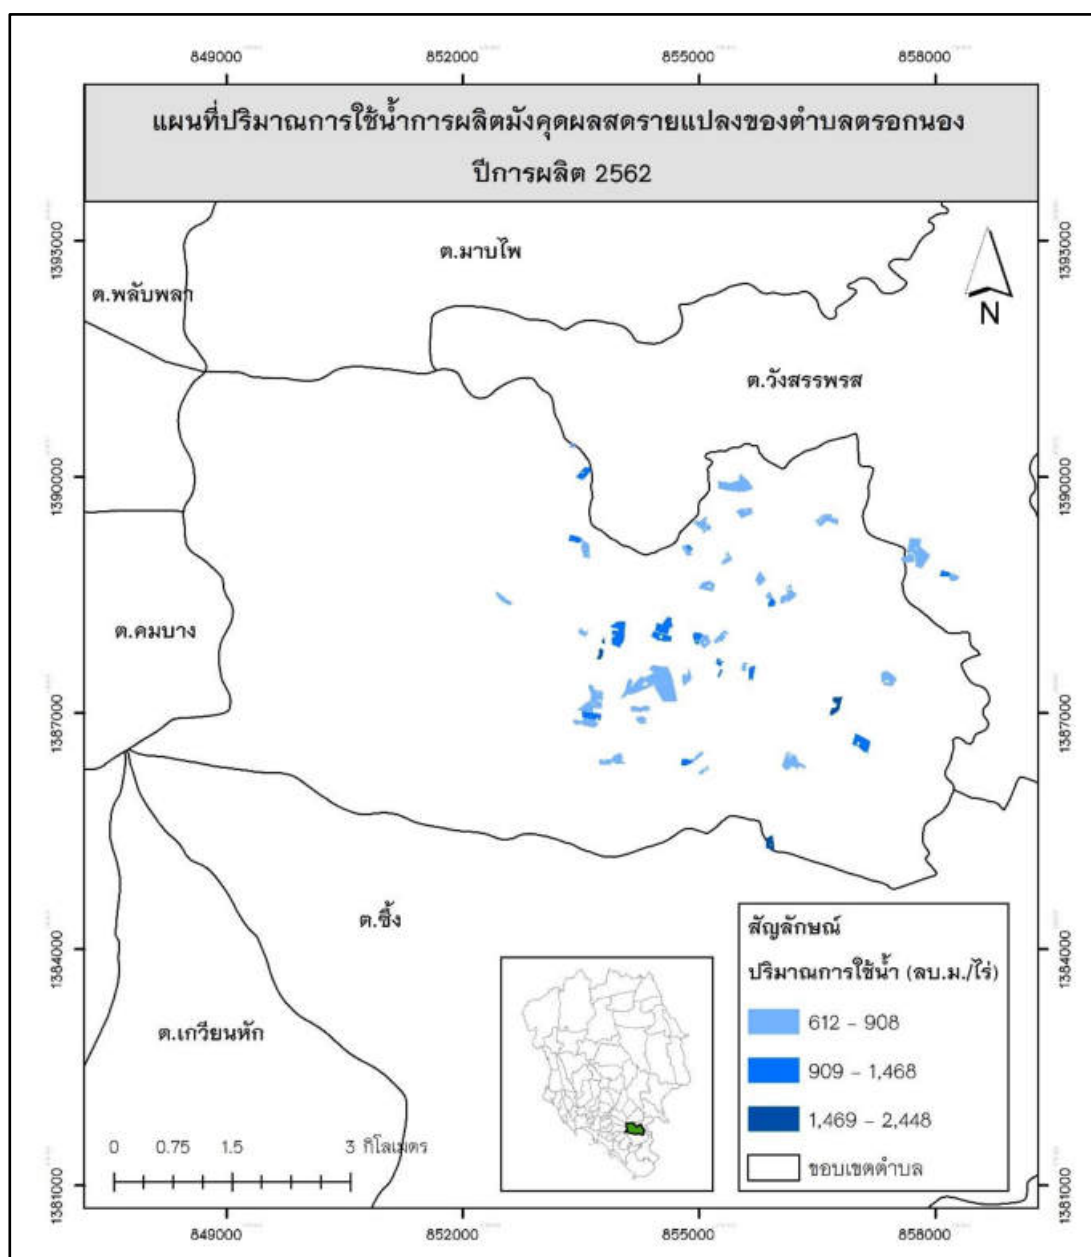 849000 852000 855000 858000
แผนที่ปริมาณการใช้น้ำการผลิตมังคุดผลสดรายแปลงของตำบลตรอกนอง
ปีการผลิต 2562
1393000 1393000
ต.มาบไพ
ต.พลับพลา
N
ต.วังสรรพรส
1390000 1390000
ต.คมบาง
1387000 1387000
ต.ซึ้ง
สัญลักษณ์
ปริมาณการใช้น้ำ (ลบ.ม./ไร่)
1384000 1384000
612 - 908
ต.เกวียนหัก
909 - 1,468
1,469 - 2,448
0 0.75 1.5 3 กิโลเมตร
ขอบเขตตำบล
1381000 1381000
849000 852000 855000 858000